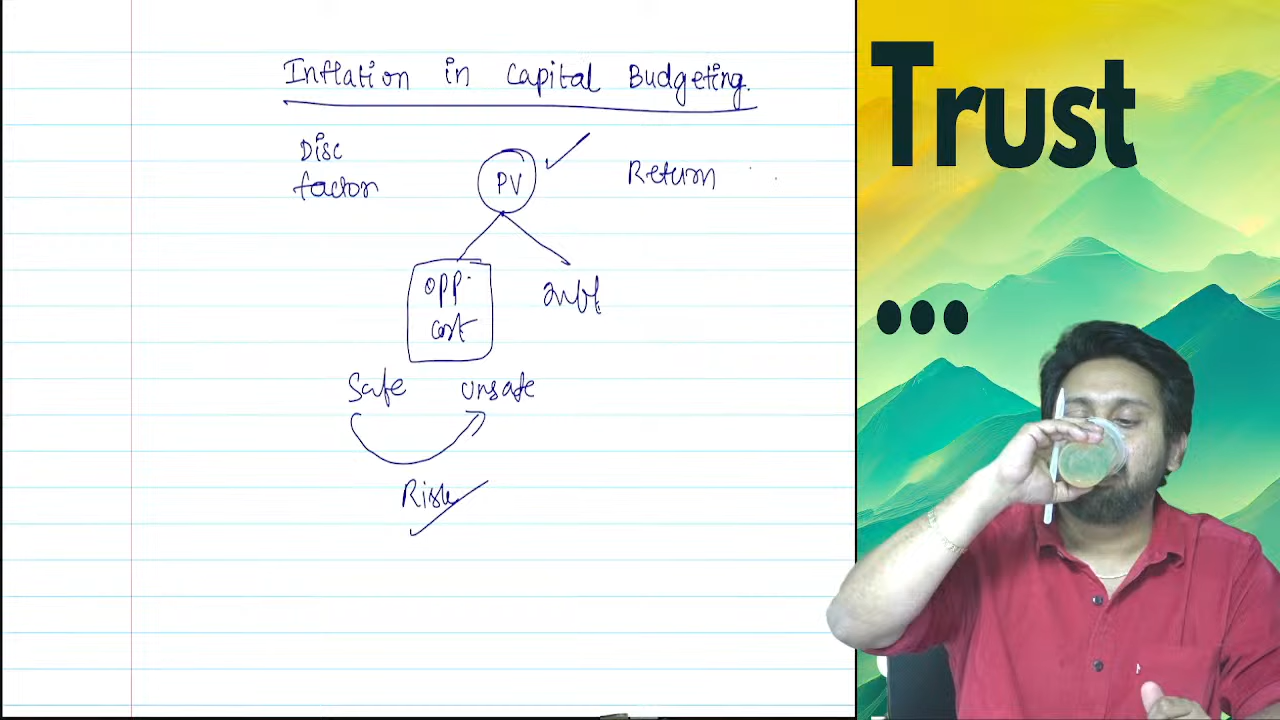 Inflation in Capital Budgeting.
Disc
factor
PV
Return
opp.
cost
Safe unsafe
Risk
Trust
...